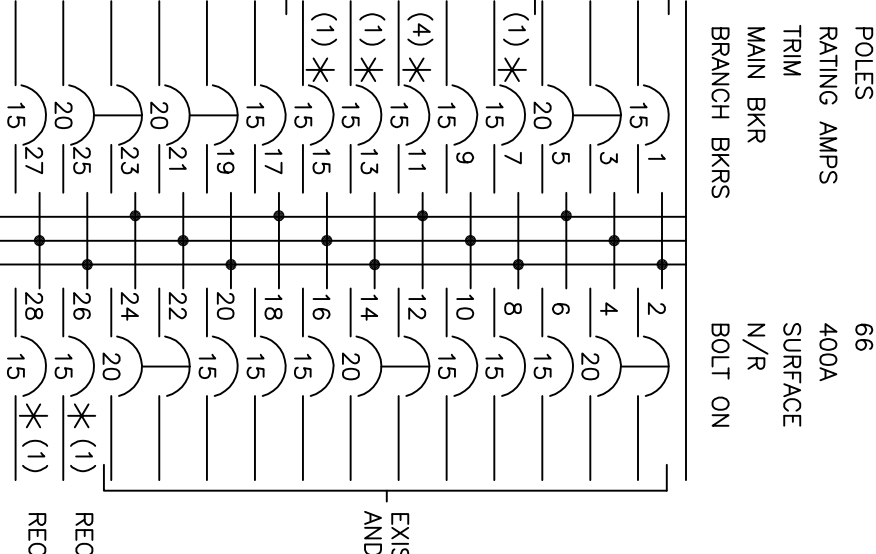 POLES 66
RATING AMPS 400A
TRIM SURFACE
MAIN BKR N/R
BRANCH BKRS BOLT ON
15 1 2
3 4 20
20 5 6 15
(1) * 15 7 8 15
15 9 10 15
(4) * 15 11 12
(1) * 15 13 14 20
(1) * 15 15 16 15
15 17 18 15
19 20 15
20 21 22
23 24 20
20 25 26 15 * (1) REC
15 27 28 15 * (1) REC
EXIS
AND